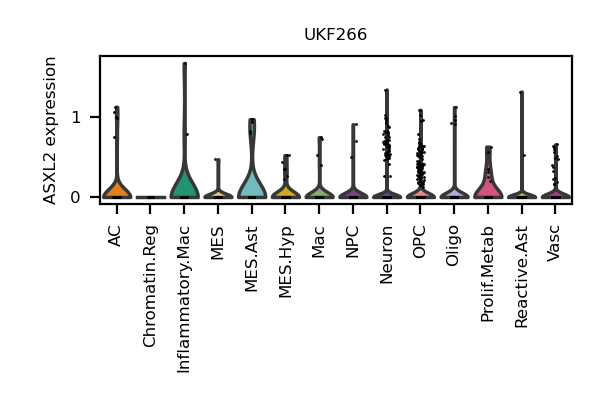 UKF266
ASXL2 expression
1
0
AC
Chromatin.Reg
Inflammatory.Mac
MES
MES.Ast
MES.Hyp
Mac
NPC
Neuron
OPC
Oligo
Prolif.Metab
Reactive.Ast
Vasc